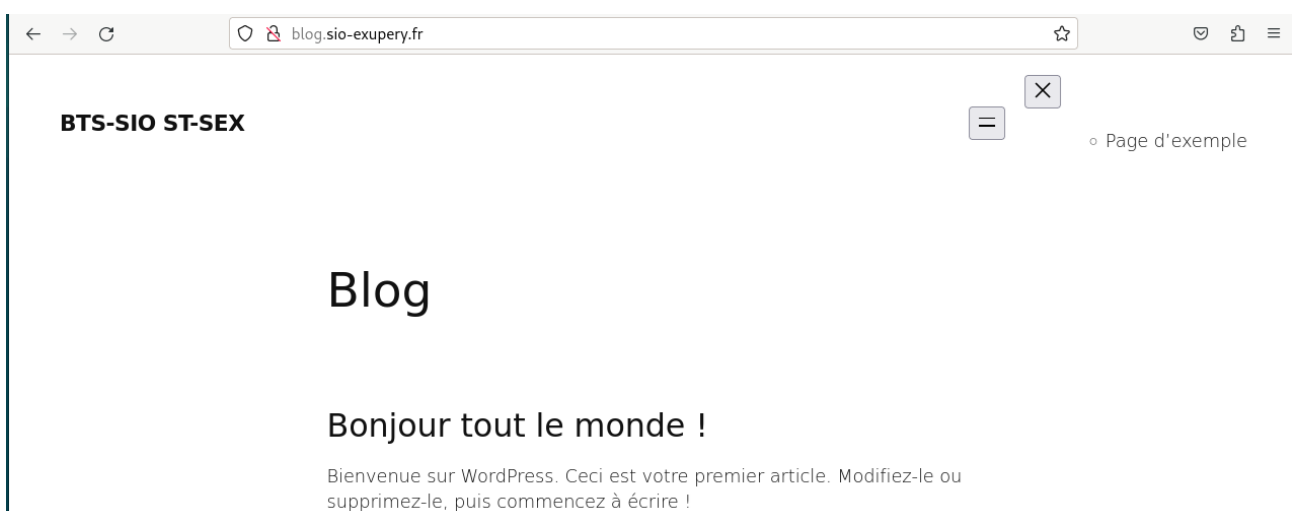 blog.sio-exupery.fr
BTS-SIO ST-SEX
Page d'exemple
Blog
Bonjour tout le monde !
Bienvenue sur WordPress. Ceci est votre premier article. Modifiez-le ou
supprimez-le, puis commencez à écrire !